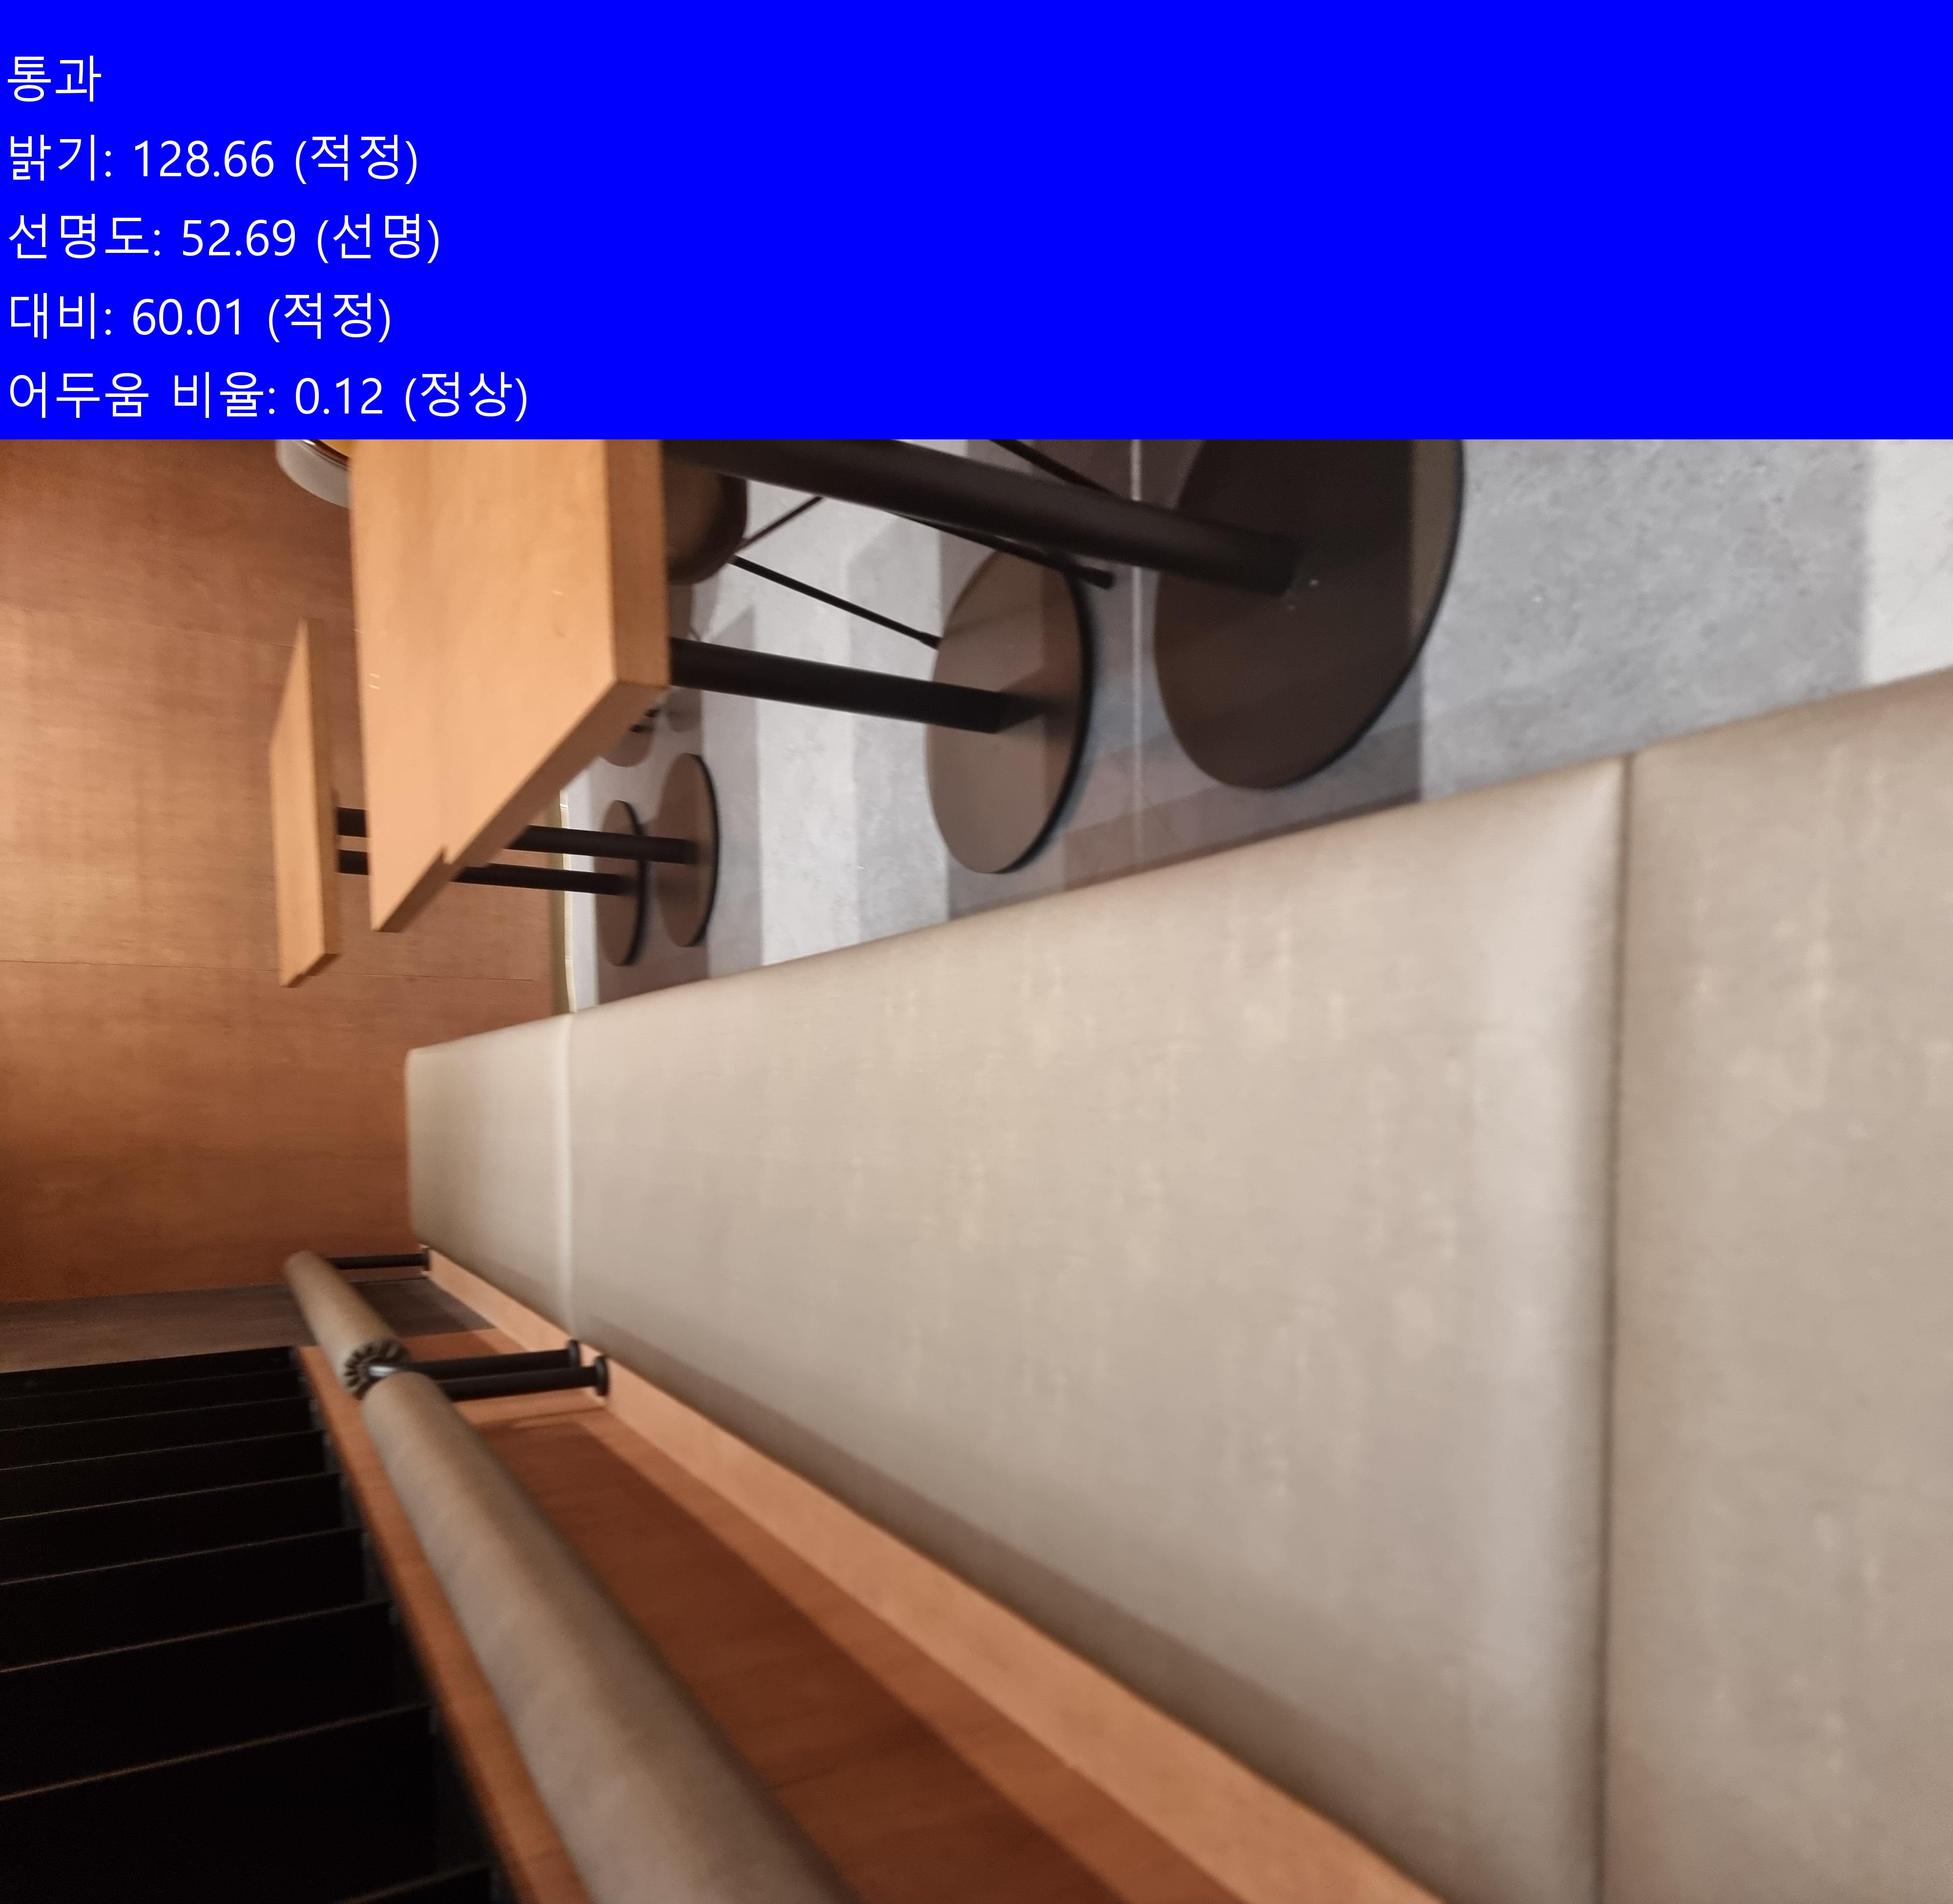 통과
밝기: 128.66 (적정)
선명도: 52.69 (선명)
대비: 60.01 (적정)
어두움 비율: 0.12 (정상)